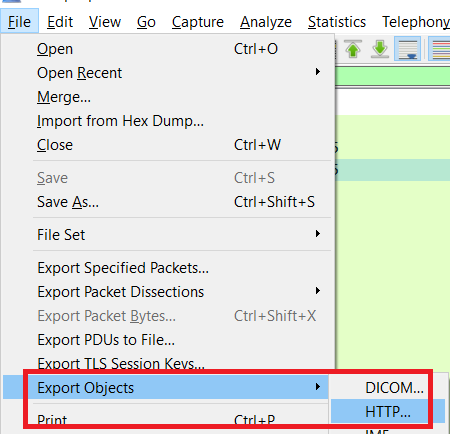 File Edit View Go Capture Analyze Statistics Telephony
Open Ctrl+O
Open Recent
Merge...
Import from Hex Dump...
Close Ctrl+W
Save Ctrl+S
Save As... Ctrl+Shift+S
File Set
Export Specified Packets...
Export Packet Dissections
Export Packet Bytes... Ctrl+Shift+X
Export PDUs to File...
Export TLS Session Keys...
Export Objects
DICOM...
Print Ctrl+P
HTTP...